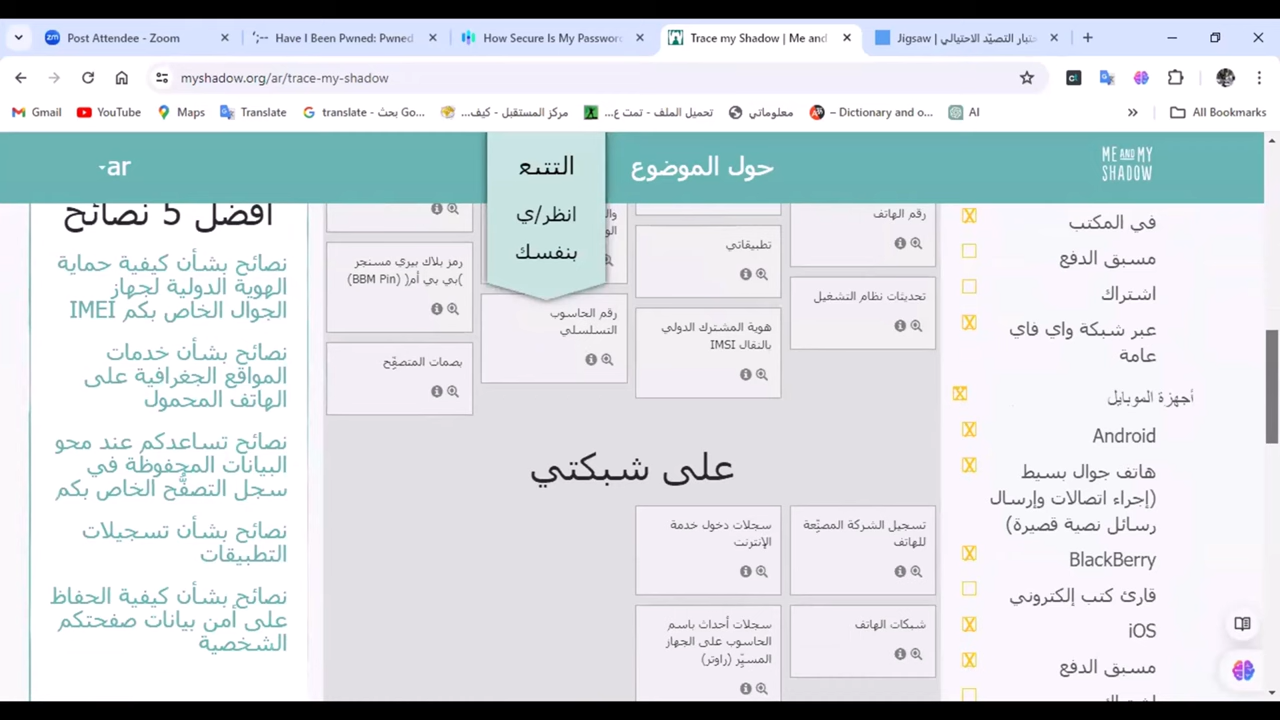 Post Attendee - Zoom
Have I Been Pwned: Pwned
How Secure Is My Password
Trace my Shadow | Me and
Jigsaw | ختبار التصيّد الاحتيالي
myshadow.org/ar/trace-my-shadow
Gmail
YouTube
Maps
Translate
translate - بحث Go...
مركز المستقبل - كيف...
تحميل الملف - تمت ع...
معلوماتي
– Dictionary and o...
AI
All Bookmarks
ME AND MY
SHADOW
حول الموضوع
التتبع
انظر/ي
بنفسك
ar
في المكتب
مسبق الدفع
اشتراك
عبر شبكة واي فاي
عامة
أجهزة الموبايل
Android
هاتف جوال بسيط
(إجراء اتصالات وإرسال
رسائل نصية قصيرة)
BlackBerry
قارئ كتب إلكتروني
iOS
مسبق الدفع
رقم الهاتف
تحديثات نظام التشغيل
تطبيقاتي
هوية المشترك الدولي
بالنقال IMSI
رقم الحاسوب
التسلسلي
رمز بلاك بيري مسنجر
)بي بي أم( (BBM Pin)
بصمات المتصفّح
على شبكتي
تسجيل الشركة المصنّعة
للهاتف
سجلات دخول خدمة
الإنترنت
شبكات الهاتف
سجلات أحداث باسم
الحاسوب على الجهاز
المسيّر (راوتر)
أفضل 5 نصائح
نصائح بشأن كيفية حماية
الهوية الدولية لجهاز
الجوال الخاص بكم IMEI
نصائح بشأن خدمات
المواقع الجغرافية على
الهاتف المحمول
نصائح تساعدكم عند محو
البيانات المحفوظة في
سجل التصفُّح الخاص بكم
نصائح بشأن تسجيلات
التطبيقات
نصائح بشأن كيفية الحفاظ
على أمن بيانات صفحتكم
الشخصية